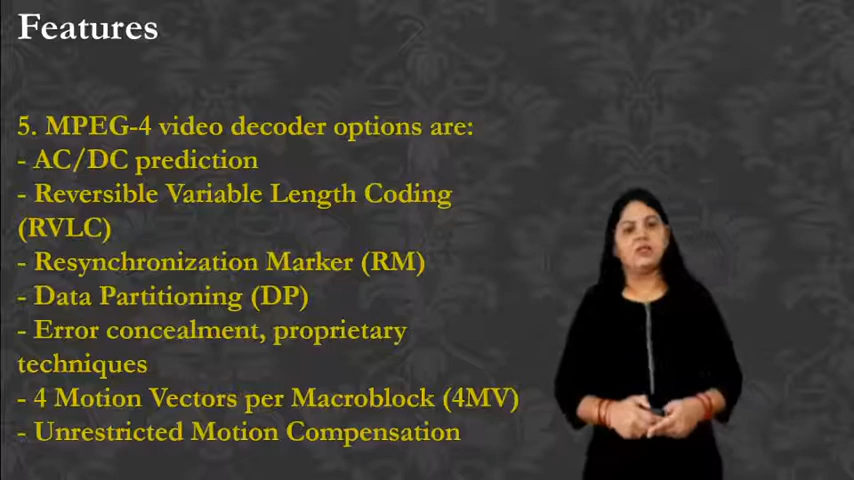 Features
5. MPEG-4 video decoder options are:
- AC/DC prediction
- Reversible Variable Length Coding
(RVLC)
- Resynchronization Marker (RM)
- Data Partitioning (DP)
- Error concealment, proprietary
techniques
- 4 Motion Vectors per Macroblock (4MV)
- Unrestricted Motion Compensation